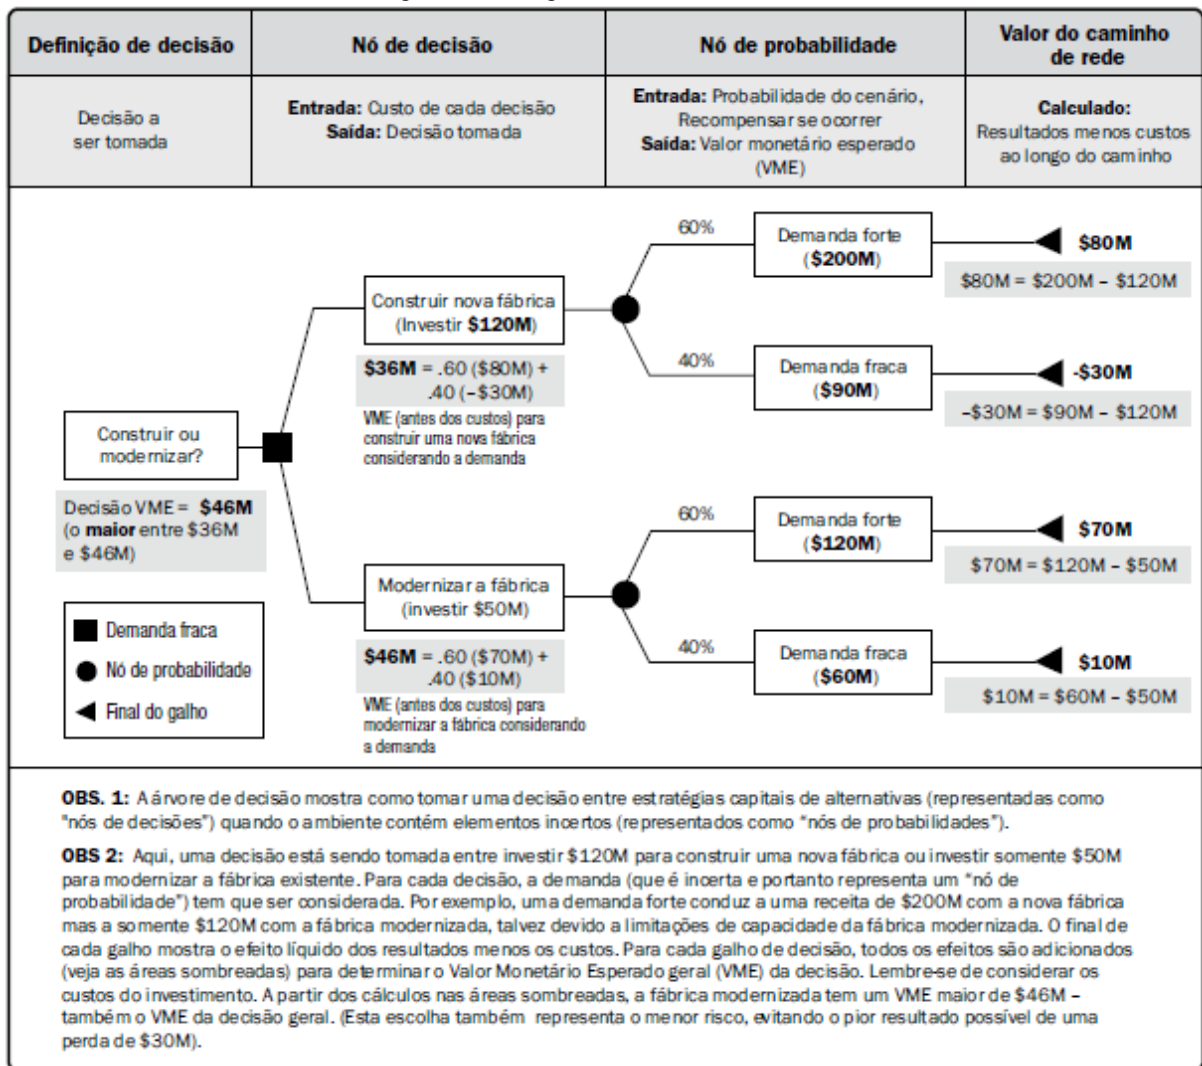 Definição de decisão
Nó de decisão
Nó de probabilidade
Valor do caminho
de rede
Decisão a
ser tomada
Entrada: Custo de cada decisão
Saída: Decisão tomada
Entrada: Probabilidade do cenário,
Recompensar se ocorrer
Saída: Valor monetário esperado
(VME)
Calculado:
Resultados menos custos
ao longo do caminho
Construir ou
modernizar?
Decisão VME = $46M
(o maior entre $36M
e $46M)
Construir nova fábrica
(Investir $120M)
$36M = .60 ($80M) +
.40 (–$30M)
VME (antes dos custos) para
construir uma nova fábrica
considerando a demanda
60%
Demanda forte
($200M)
$80M
$80M = $200M – $120M
40%
Demanda fraca
($90M)
-$30M
–$30M = $90M – $120M
Modernizar a fábrica
(investir $50M)
$46M = .60 ($70M) +
.40 ($10M)
VME (antes dos custos) para
modernizar a fábrica considerando
a demanda
60%
Demanda forte
($120M)
$70M
$70M = $120M – $50M
40%
Demanda fraca
($60M)
$10M
$10M = $60M – $50M
Demanda fraca
Nó de probabilidade
Final do galho
OBS. 1: A árvore de decisão mostra como tomar uma decisão entre estratégias capitais de alternativas (representadas como
"nós de decisões") quando o ambiente contém elementos incertos (representados como “nós de probabilidades”).
OBS 2: Aqui, uma decisão está sendo tomada entre investir $120M para construir uma nova fábrica ou investir somente $50M
para modernizar a fábrica existente. Para cada decisão, a demanda (que é incerta e portanto representa um “nó de
probabilidade”) tem que ser considerada. Por exemplo, uma demanda forte conduz a uma receita de $200M com a nova fábrica
mas a somente $120M com a fábrica modernizada, talvez devido a limitações de capacidade da fábrica modernizada. O final de
cada galho mostra o efeito líquido dos resultados menos os custos. Para cada galho de decisão, todos os efeitos são adicionados
(veja as áreas sombreadas) para determinar o Valor Monetário Esperado geral (VME) da decisão. Lembre-se de considerar os
custos do investimento. A partir dos cálculos nas áreas sombreadas, a fábrica modernizada tem um VME maior de $46M –
também o VME da decisão geral. (Esta escolha também representa o menor risco, evitando o pior resultado possível de uma
perda de $30M).